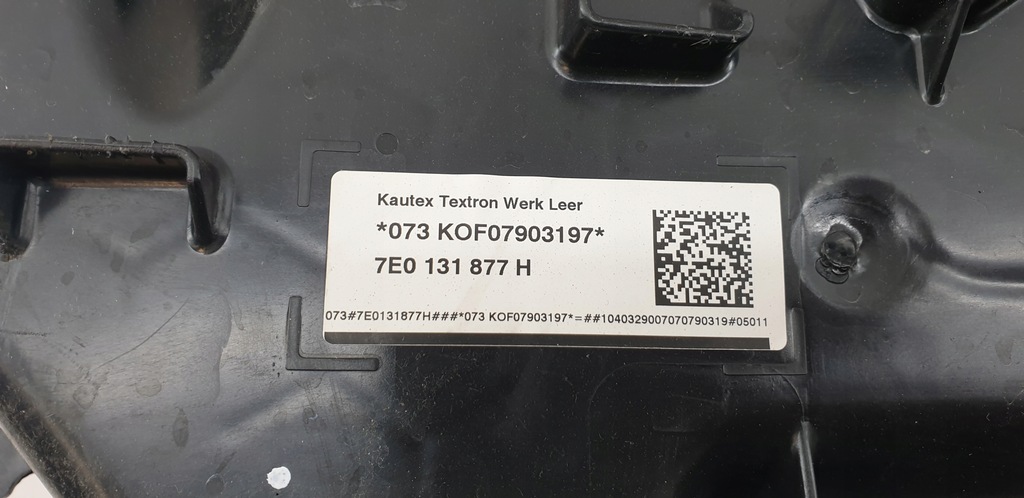 Kautex Textron Werk Leer
*073 KOF07903197*
7E0 131 877 H
073#7E0131877H###*073 KOF07903197*=##1040329007070790319#05011